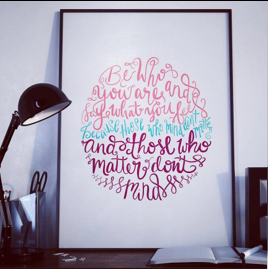 Be Who
You are and
say what you feel
because those who mind don't matter
and those who
matter don't
mind